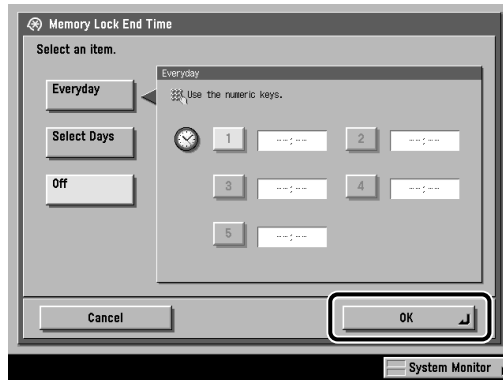 Memory Lock End Time
Select an item.
Everyday
Everyday
Use the numeric keys.
Select Days
1 --:-- 2 --:--
Off
3 --:-- 4 --:--
5 --:--
Cancel
OK
System Monitor